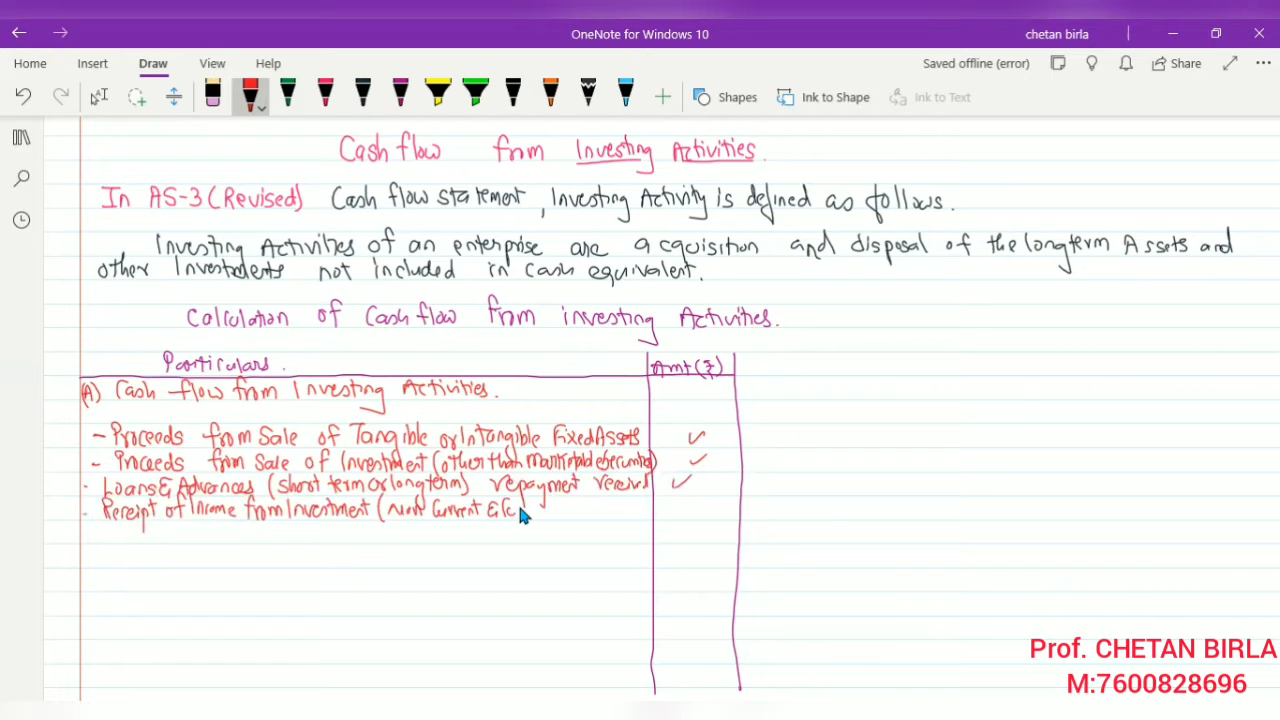 OneNote for Windows 10
chetan birla
Home Insert Draw View Help
Saved offline (error)
Share
Shapes
Ink to Shape
Ink to Text
Cash flow from Investing Activities.
In AS-3 (Revised) Cash flow statement, Investing Activity is defined as follows.
Investing Activities of an enterprise are acquisition and disposal of the longterm Assets and
other Investments not included in cash equivalent.
Calculation of Cash flow from investing Activities.
Particulars.
Amt (₹)
(A) Cash flow from Investing Activities.
- Proceeds from Sale of Tangible or Intangible Fixed Assets ✓
- Proceeds from Sale of Investment (other than ✓
- Loans & Advances (short term or long term) repayment ✓
- Receipt of Income from Investment (non current &
Prof. CHETAN BIRLA
M:7600828696